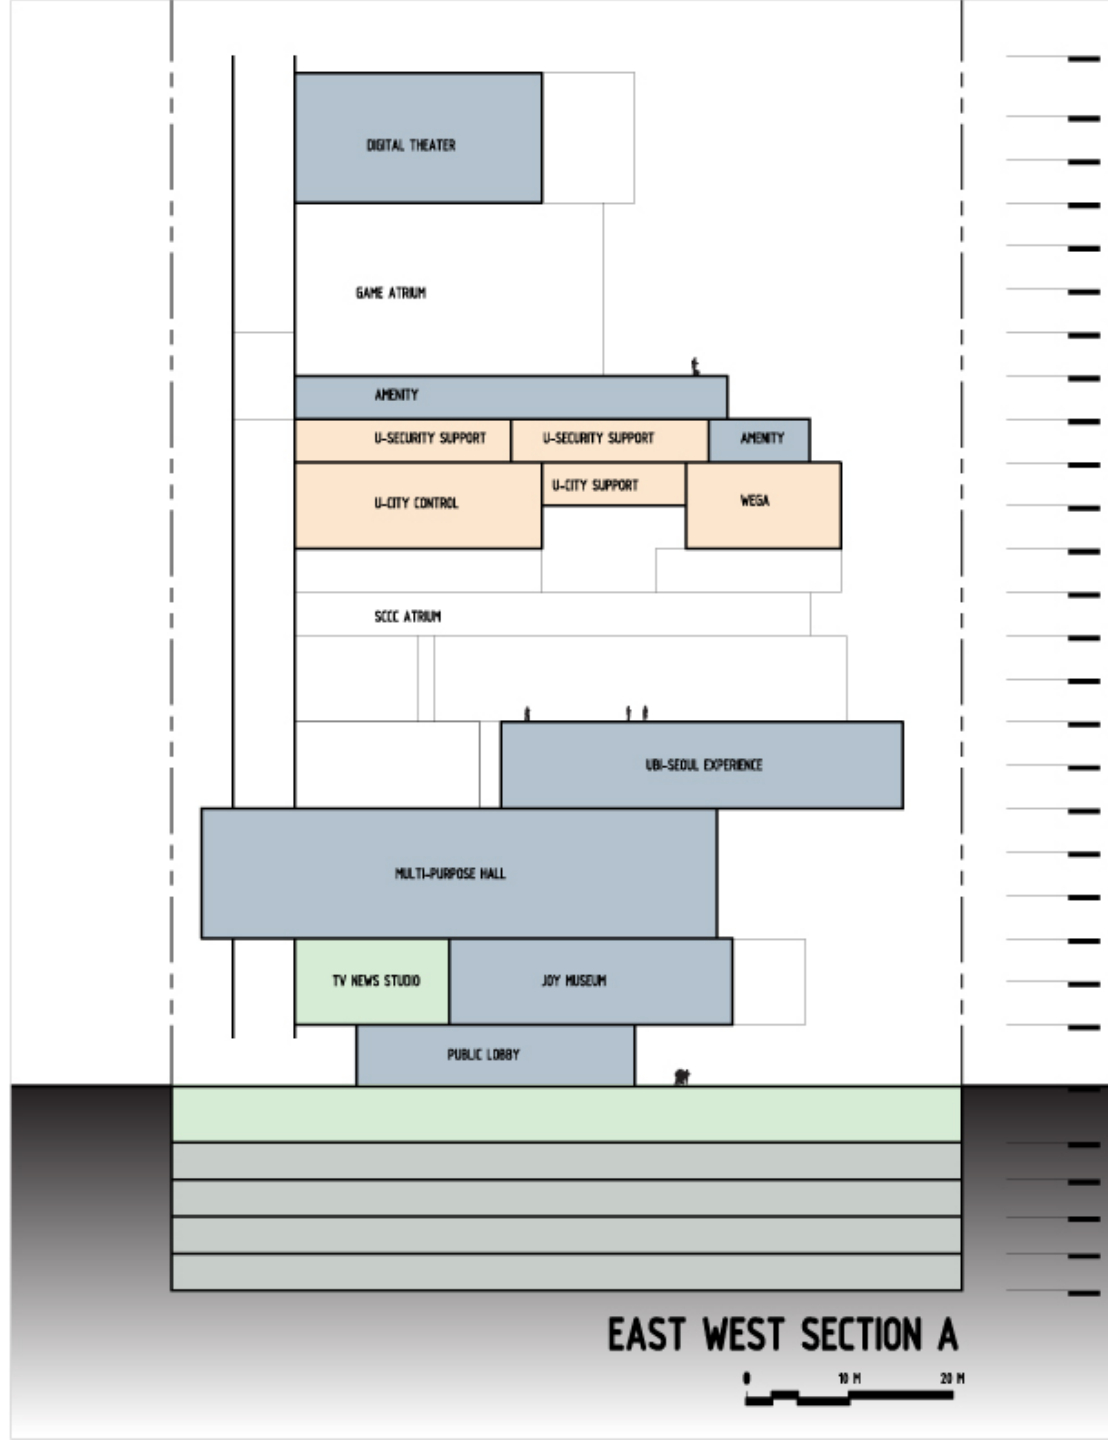 DIGITAL THEATER
GAME ATRIUM
AMENITY
U-SECURITY SUPPORT
U-SECURITY SUPPORT
AMENITY
U-CITY CONTROL
U-CITY SUPPORT
WEGA
SCCC ATRIUM
UBI-SEOUL EXPERIENCE
MULTI-PURPOSE HALL
TV NEWS STUDIO
JOY MUSEUM
PUBLIC LOBBY
EAST WEST SECTION A
0 10 M 20 M